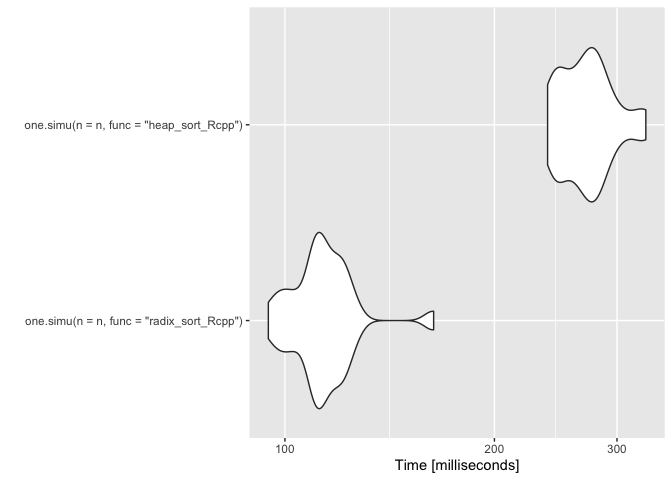 one.simu(n = n, func = "heap_sort_Rcpp")
one.simu(n = n, func = "radix_sort_Rcpp")
100 200 300
Time [milliseconds]